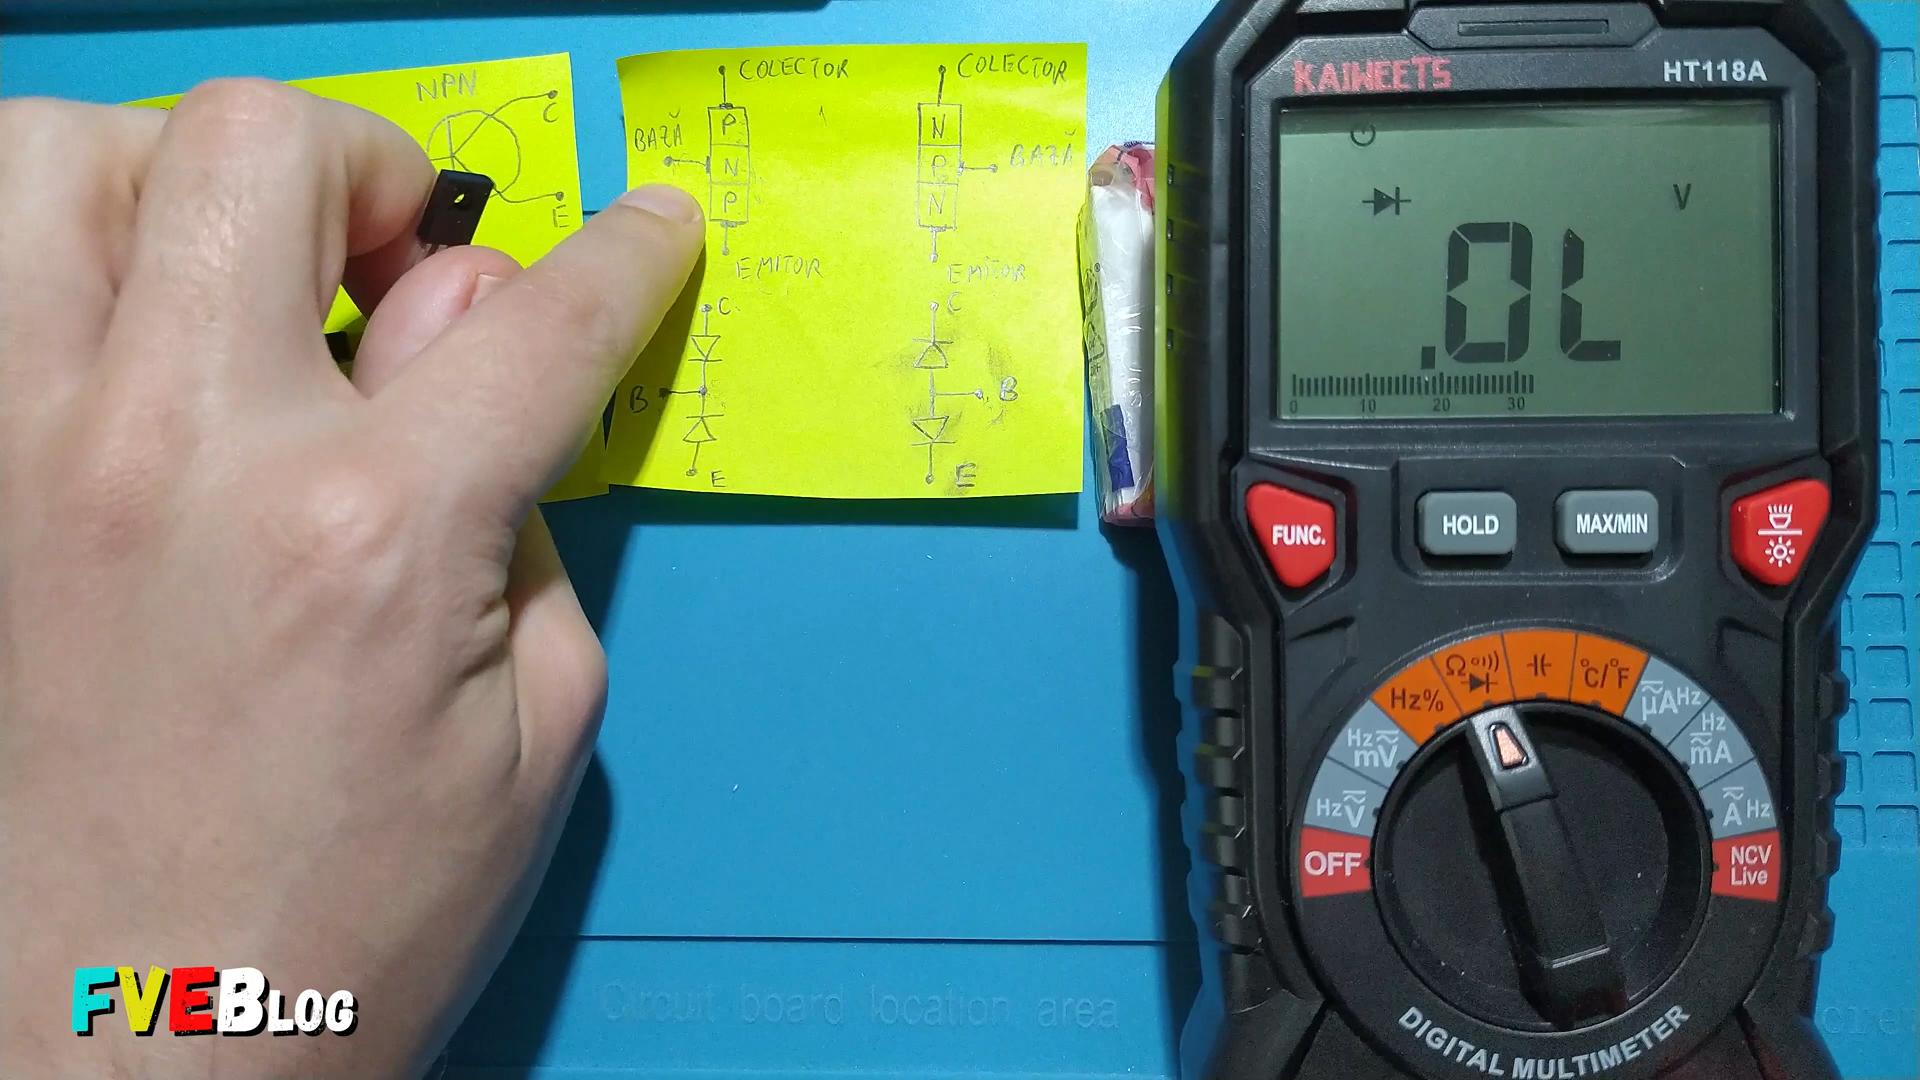 NPN
C
E
COLECTOR
BAZĂ
P
N
P
EMITOR
C
B
E
COLECTOR
N
P
BAZĂ
N
EMITOR
C
B
E
KAIWEETS
HT118A
V
.0L
0 10 20 30
FUNC.
HOLD
MAX/MIN
OFF
Hz V
Hz mV
Hz%
Ω
°C/°F
µA Hz
Hz mA
A Hz
NCV
Live
DIGITAL MULTIMETER
Circuit board location area
FVEBLOG